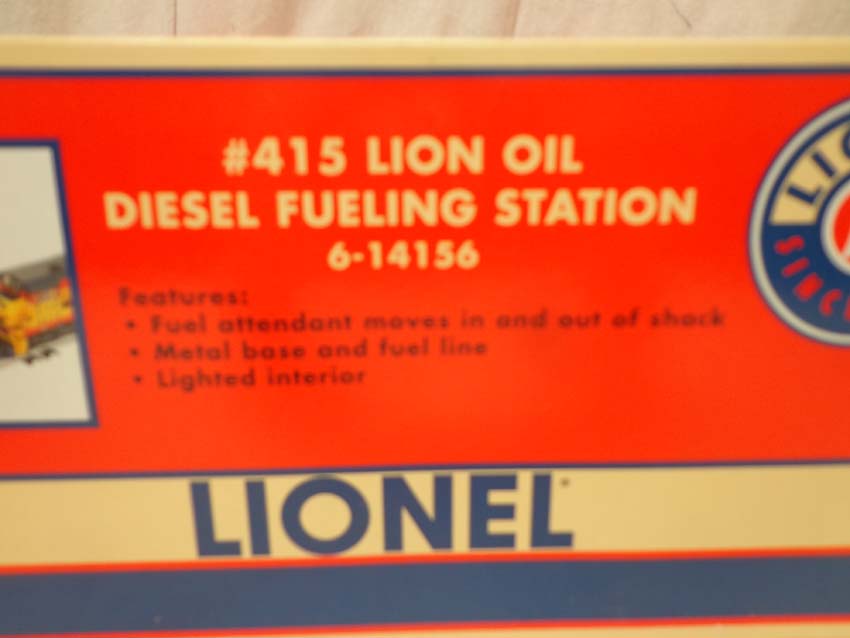 #415 LION OIL
DIESEL FUELING STATION
6-14156
Features:
• Fuel attendant moves in and out of shack
• Metal base and fuel line
• Lighted interior
LIONEL